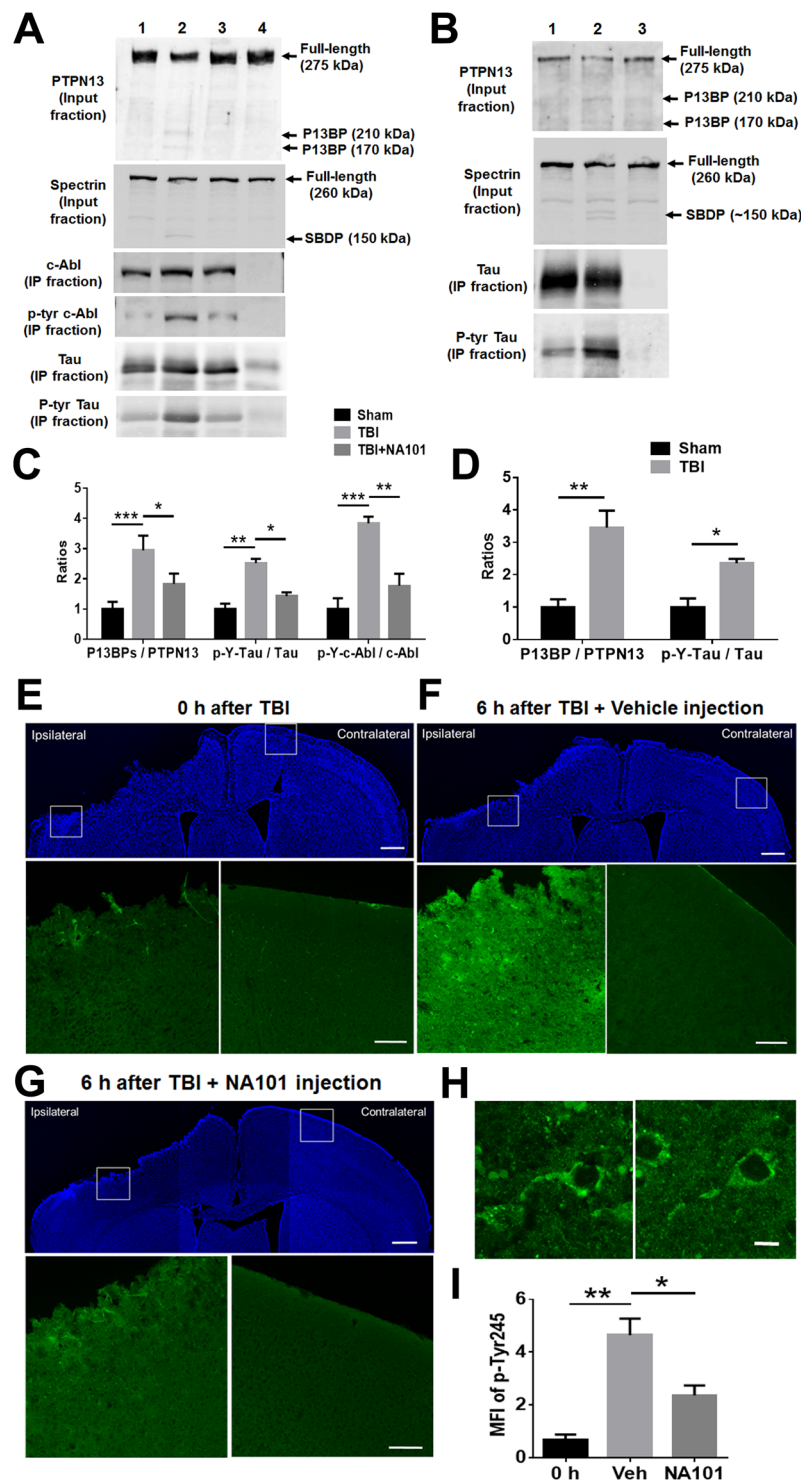 A
1 2 3 4
PTPN13
(Input
fraction)
Full-length
(275 kDa)
P13BP (210 kDa)
P13BP (170 kDa)
Spectrin
(Input
fraction)
Full-length
(260 kDa)
SBDP (150 kDa)
c-Abl
(IP fraction)
p-tyr c-Abl
(IP fraction)
Tau
(IP fraction)
P-tyr Tau
(IP fraction)
B
1 2 3
PTPN13
(Input
fraction)
Full-length
(275 kDa)
P13BP (210 kDa)
P13BP (170 kDa)
Spectrin
(Input
fraction)
Full-length
(260 kDa)
SBDP (~150 kDa)
Tau
(IP fraction)
P-tyr Tau
(IP fraction)
C
Sham
TBI
TBI+NA101
Ratios
5
4
3
2
1
0
*** *
** *
*** **
P13BPs / PTPN13
p-Y-Tau / Tau
p-Y-c-Abl / c-Abl
D
Sham
TBI
Ratios
5
4
3
2
1
0
**
*
P13BP / PTPN13
p-Y-Tau / Tau
E
0 h after TBI
Ipsilateral
Contralateral
F
6 h after TBI + Vehicle injection
Ipsilateral
Contralateral
G
6 h after TBI + NA101 injection
Ipsilateral
Contralateral
H
I
MFI of p-Tyr245
6
4
2
0
** *
0 h Veh NA101